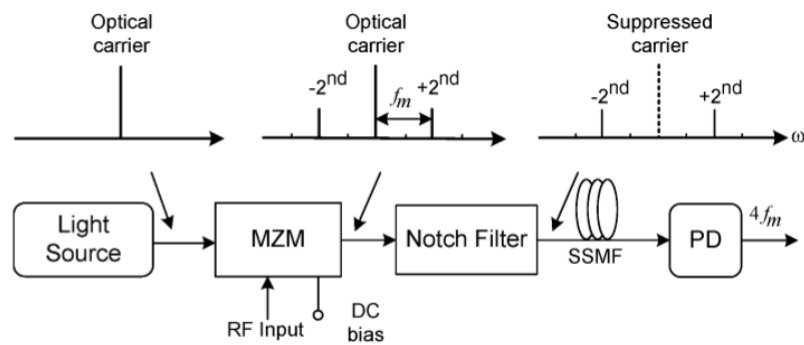 Optical
carrier
Optical
carrier
Suppressed
carrier
-2nd
fm
+2nd
-2nd
+2nd
ω
Light
Source
MZM
Notch Filter
SSMF
PD
4fm
RF Input
DC
bias